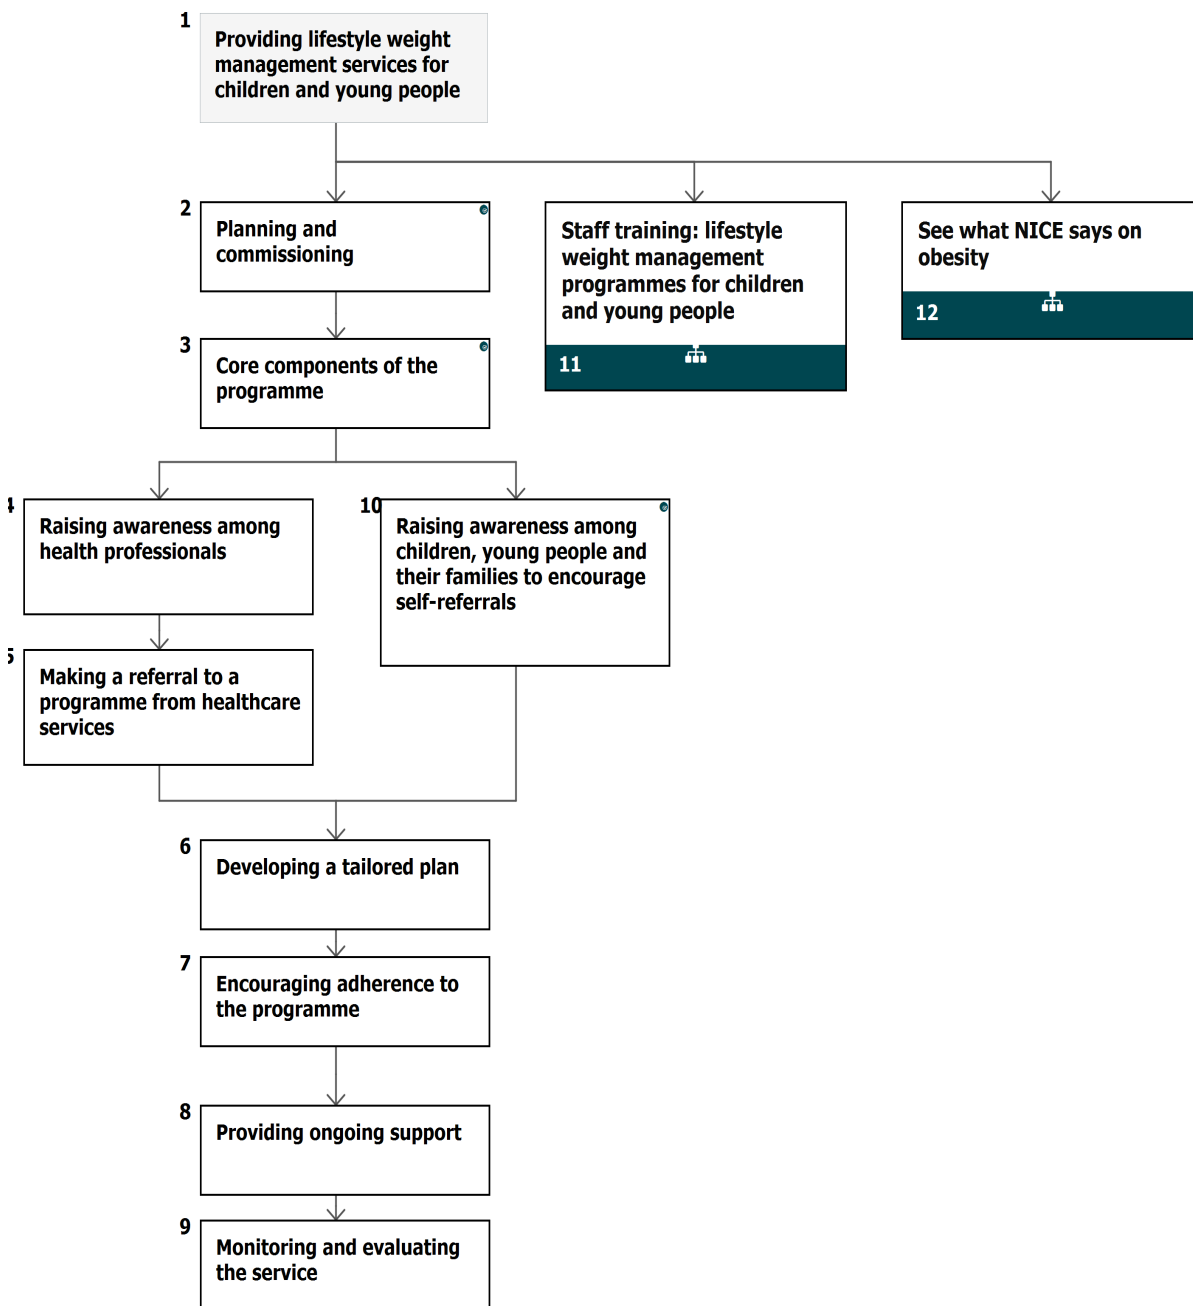 1
Providing lifestyle weight
management services for
children and young people
2
Planning and
commissioning
11
Staff training: lifestyle
weight management
programmes for children
and young people
12
See what NICE says on
obesity
3
Core components of the
programme
4
Raising awareness among
health professionals
10
Raising awareness among
children, young people and
their families to encourage
self-referrals
5
Making a referral to a
programme from healthcare
services
6
Developing a tailored plan
7
Encouraging adherence to
the programme
8
Providing ongoing support
9
Monitoring and evaluating
the service